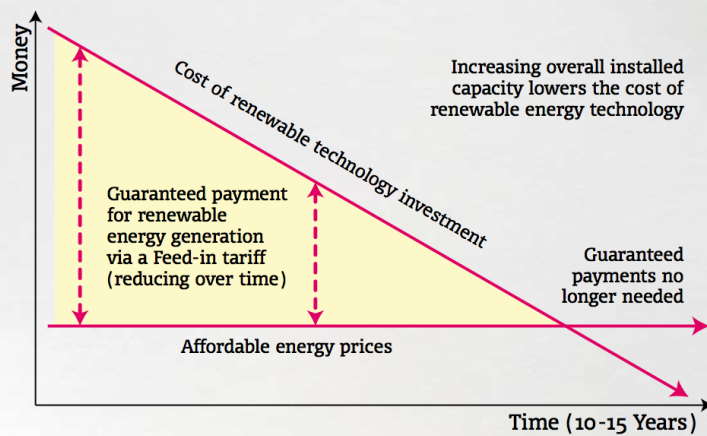 Money
Cost of renewable technology investment
Increasing overall installed
capacity lowers the cost of
renewable energy technology
Guaranteed payment
for renewable
energy generation
via a Feed-in tariff
(reducing over time)
Guaranteed
payments no
longer needed
Affordable energy prices
Time (10-15 Years)